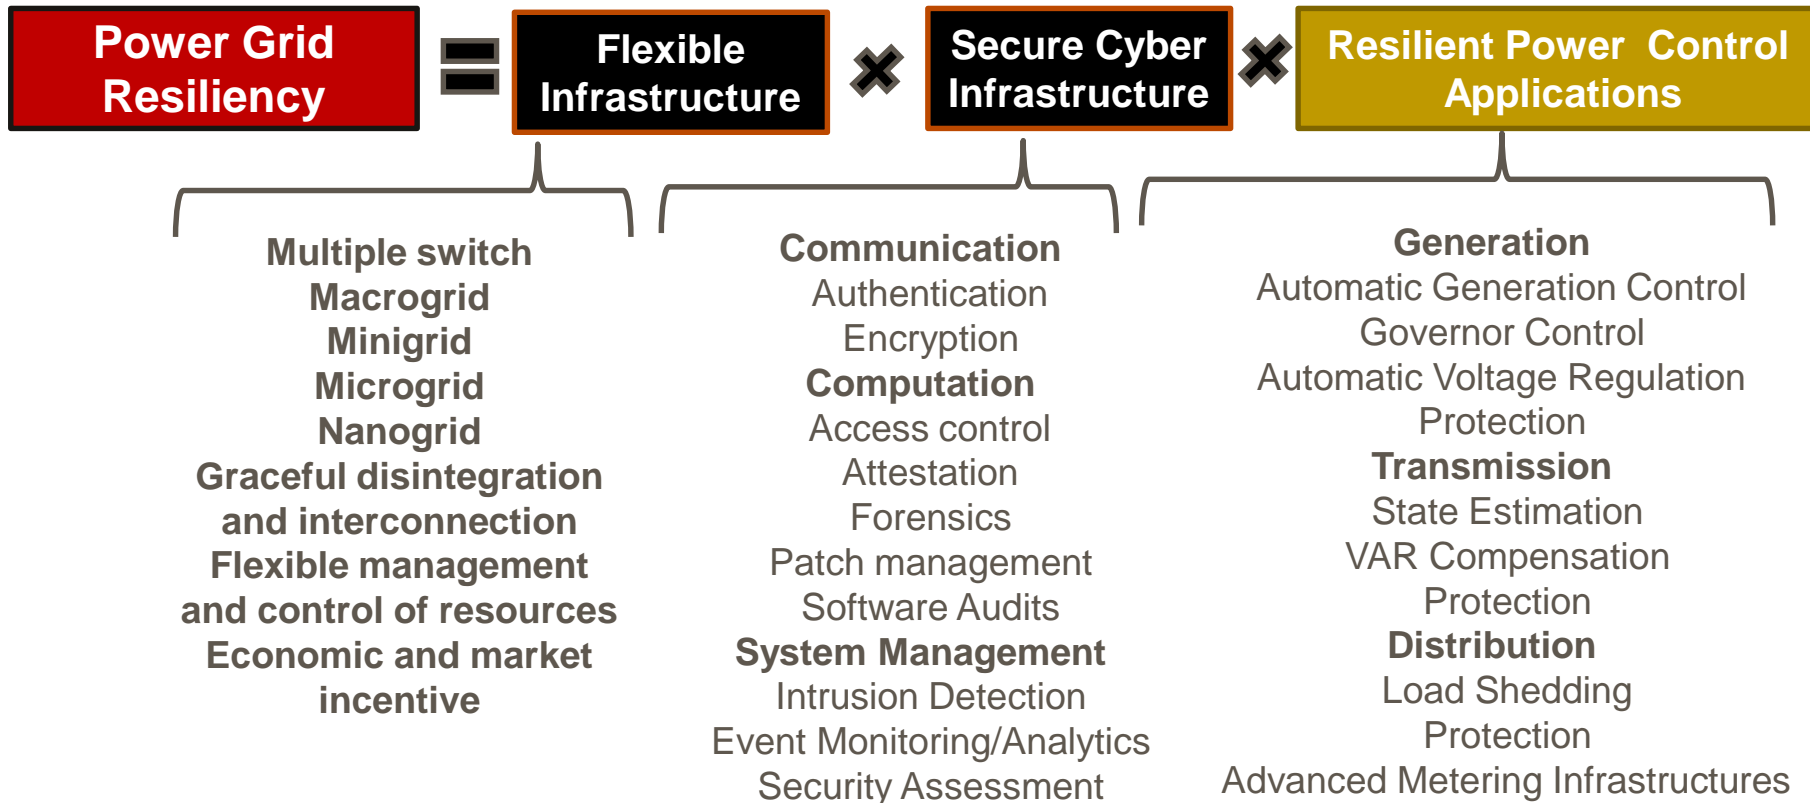 Power Grid
Resiliency
=
Flexible
Infrastructure
×
Secure Cyber
Infrastructure
×
Resilient Power Control
Applications
Multiple switch
Macrogrid
Minigrid
Microgrid
Nanogrid
Graceful disintegration
and interconnection
Flexible management
and control of resources
Economic and market
incentive
Communication
Authentication
Encryption
Computation
Access control
Attestation
Forensics
Patch management
Software Audits
System Management
Intrusion Detection
Event Monitoring/Analytics
Security Assessment
Generation
Automatic Generation Control
Governor Control
Automatic Voltage Regulation
Protection
Transmission
State Estimation
VAR Compensation
Protection
Distribution
Load Shedding
Protection
Advanced Metering Infrastructures